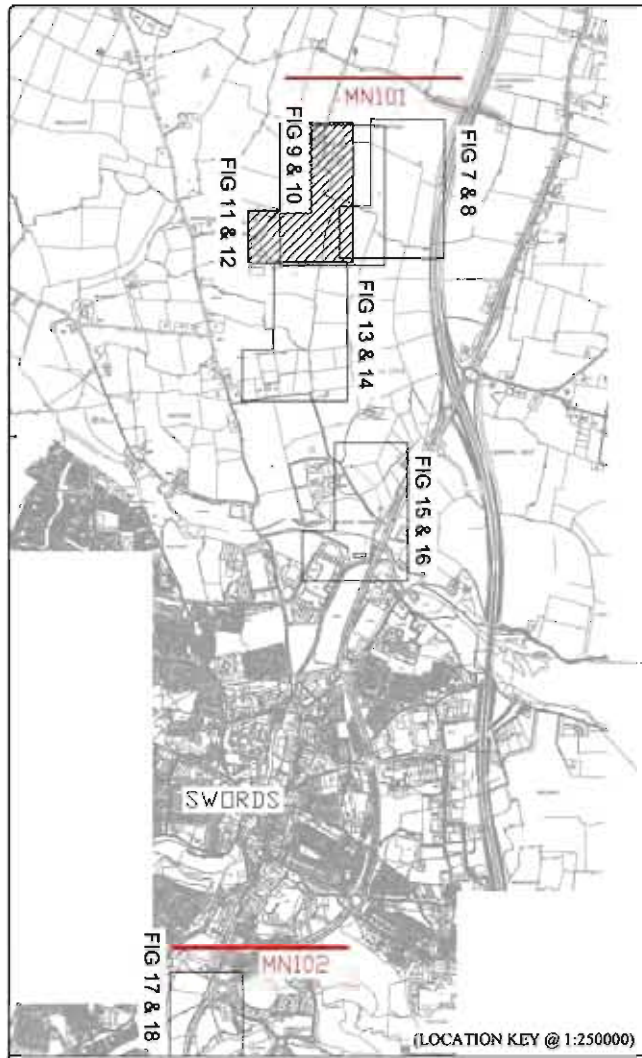 MN101
FIG 7 & 8
FIG 9 & 10
FIG 11 & 12
FIG 13 & 14
FIG 15 & 16
SWORDS
MN102
FIG 17 & 18
(LOCATION KEY @ 1:250000)